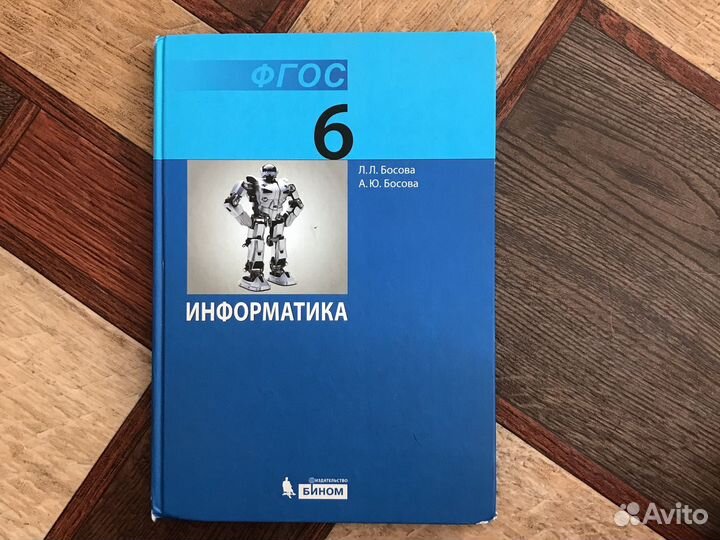 ФГОС
6
Л.Л. Босова
А.Ю. Босова
ИНФОРМАТИКА
ИЗДАТЕЛЬСТВО
БИНОМ
Avito